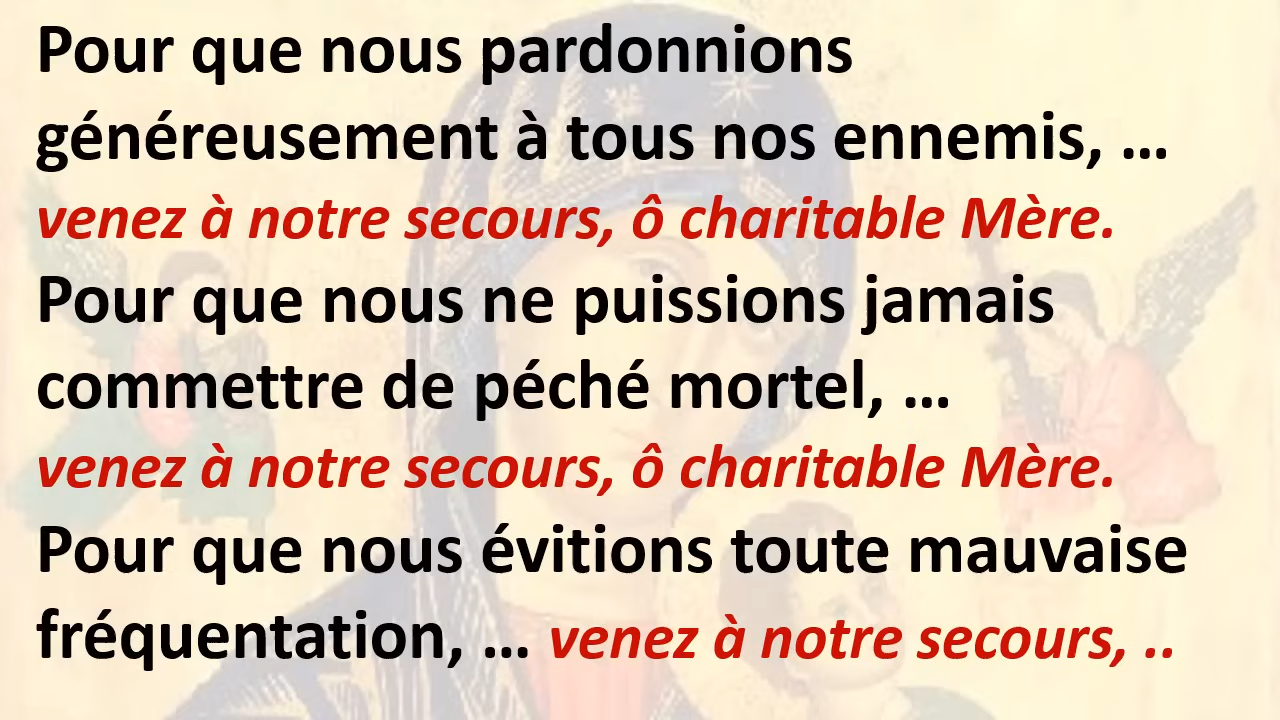 Pour que nous pardonnions
généreusement à tous nos ennemis, ...
venez à notre secours, ô charitable Mère.
Pour que nous ne puissions jamais
commettre de péché mortel, ...
venez à notre secours, ô charitable Mère.
Pour que nous évitions toute mauvaise
fréquentation, ... venez à notre secours, ..